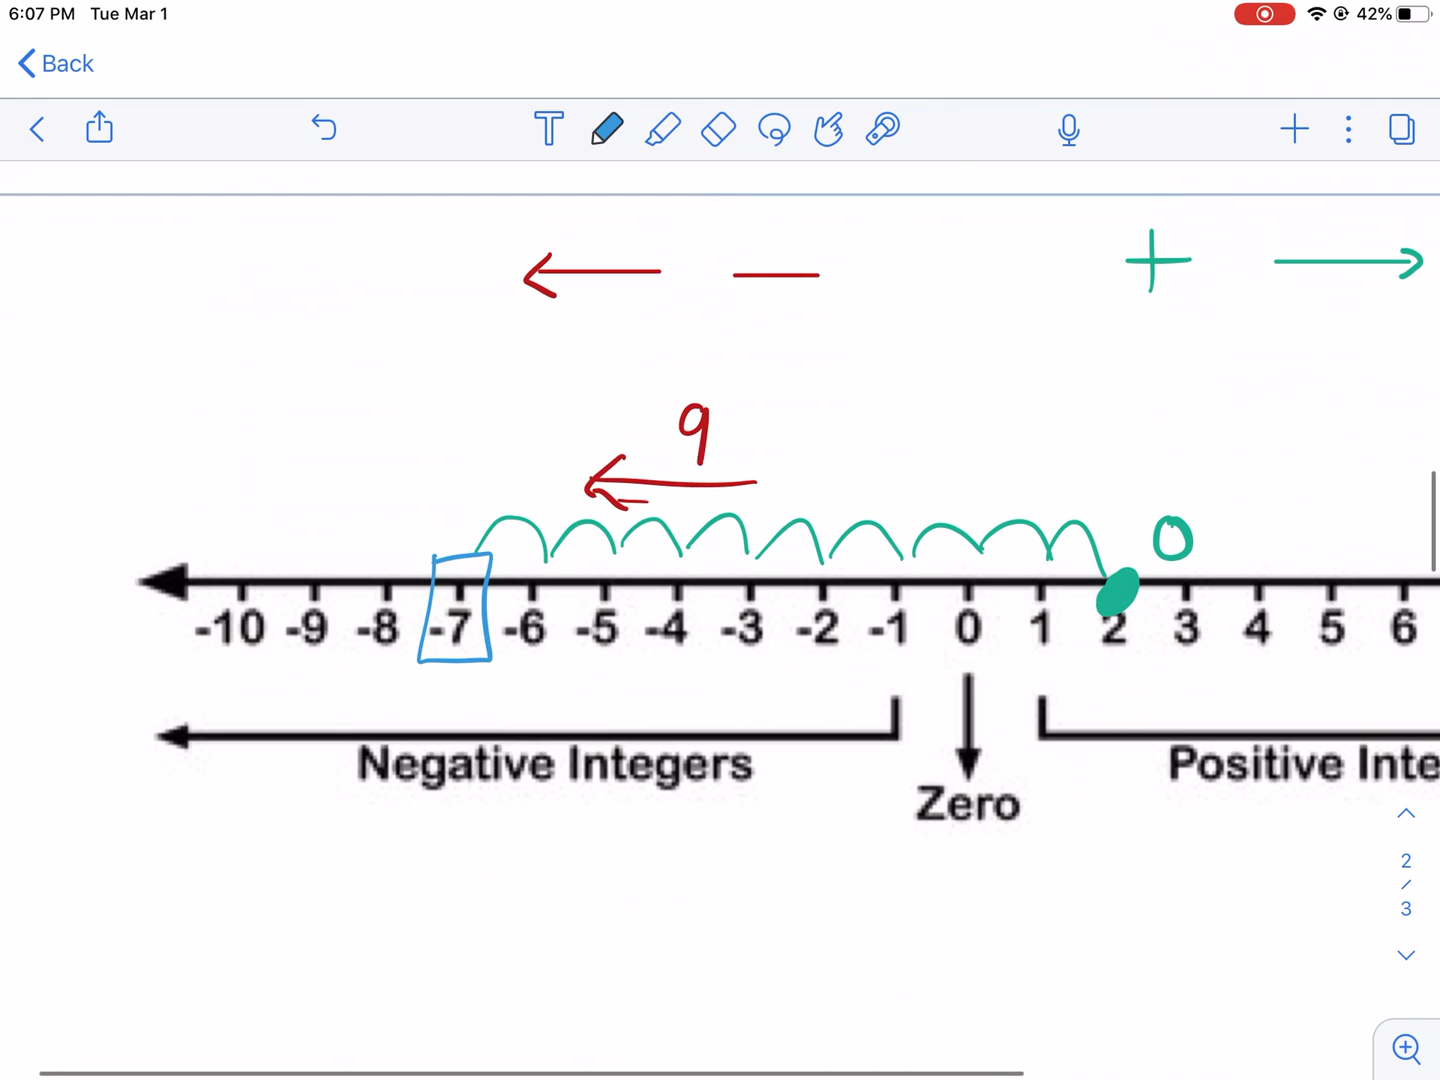 6:07 PM Tue Mar 1 42%
Back
T
← — + →
9
0
-10 -9 -8 -7 -6 -5 -4 -3 -2 -1 0 1 2 3 4 5 6
Negative Integers Positive Inte
Zero
2
/
3